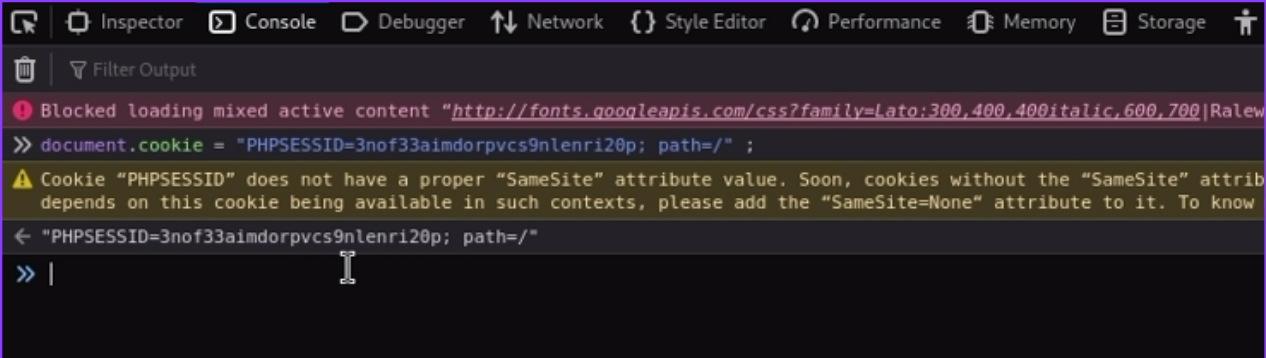 Inspector Console Debugger Network Style Editor Performance Memory Storage
Filter Output
Blocked loading mixed active content “http://fonts.googleapis.com/css?family=Lato:300,400,400italic,600,700|Ralew
document.cookie = "PHPSESSID=3nof33aimdorpvcs9nlenri20p; path=/" ;
Cookie “PHPSESSID” does not have a proper “SameSite” attribute value. Soon, cookies without the “SameSite” attrib
depends on this cookie being available in such contexts, please add the “SameSite=None“ attribute to it. To know
"PHPSESSID=3nof33aimdorpvcs9nlenri20p; path=/"